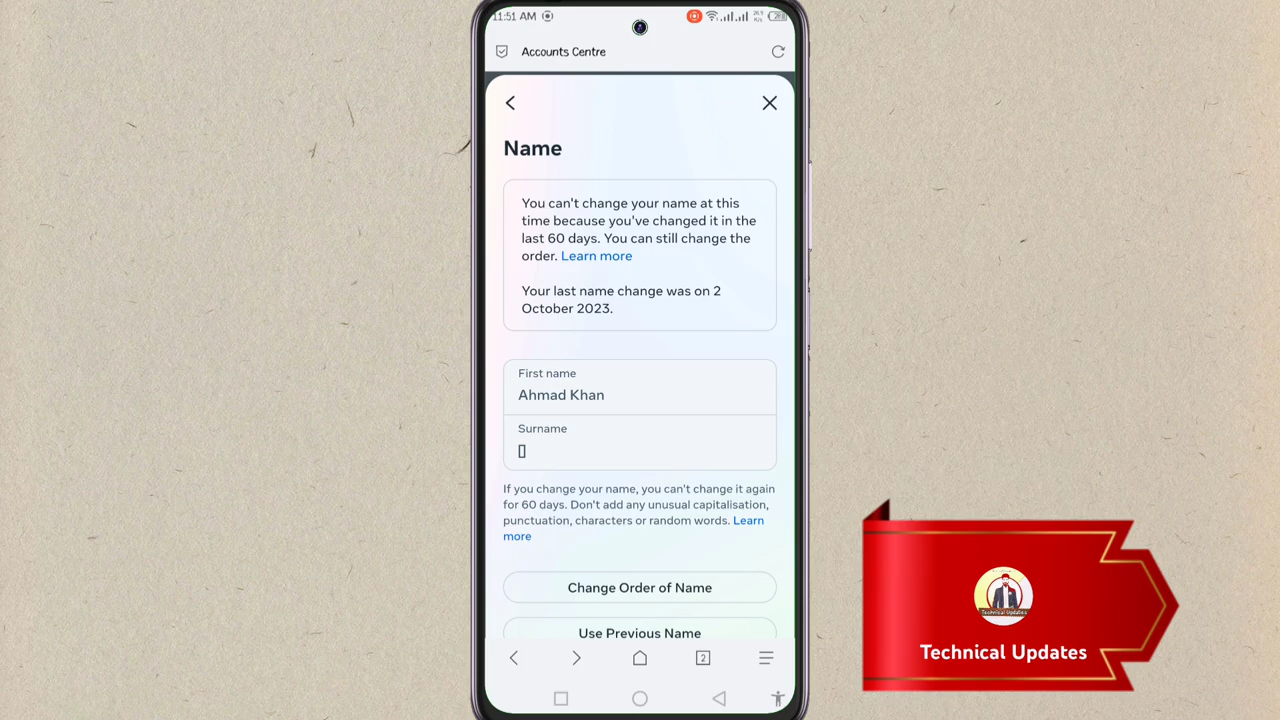 11:51 AM
Accounts Centre
Name
You can't change your name at this
time because you've changed it in the
last 60 days. You can still change the
order. Learn more
Your last name change was on 2
October 2023.
First name
Ahmad Khan
Surname
If you change your name, you can't change it again
for 60 days. Don't add any unusual capitalisation,
punctuation, characters or random words. Learn
more
Change Order of Name
Use Previous Name
2
Technical Updates
Technical Updates